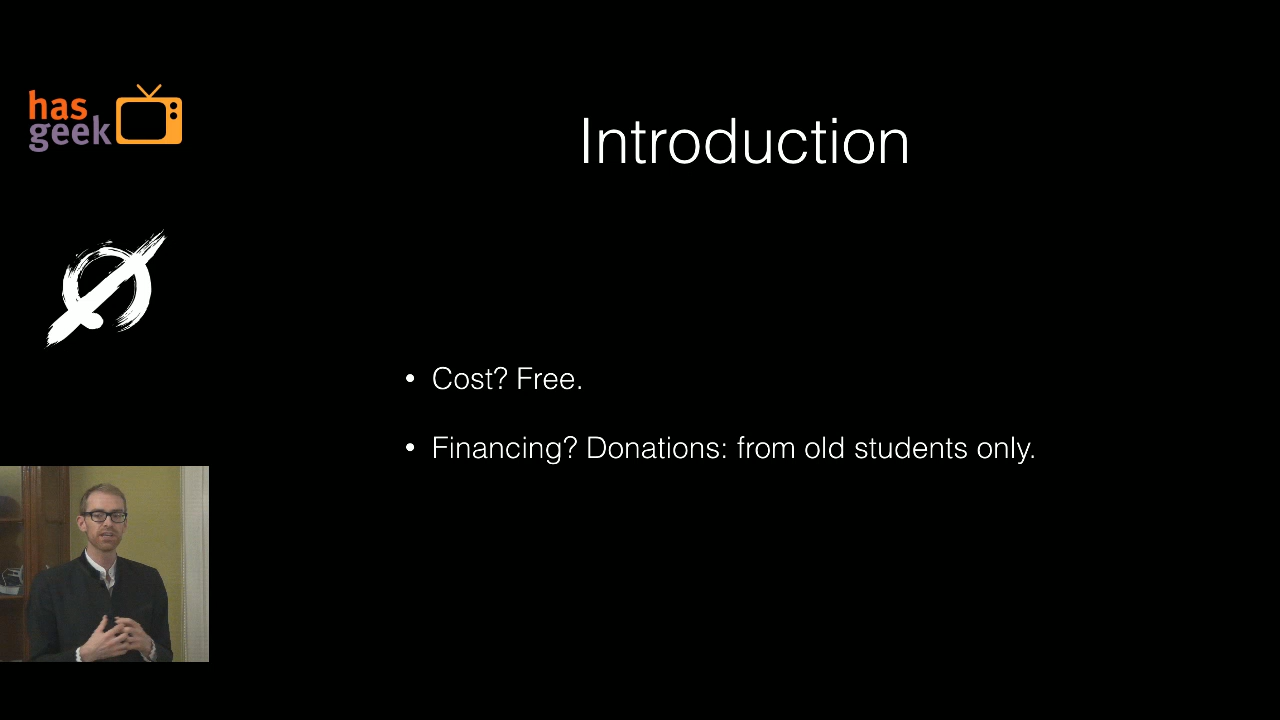 has
geek
Introduction
• Cost? Free.
• Financing? Donations: from old students only.